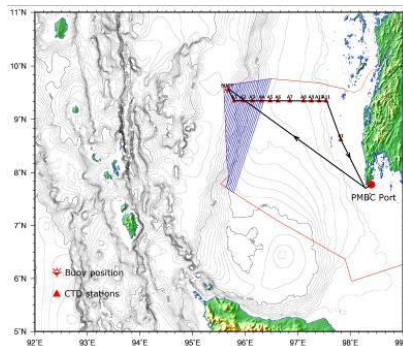 11°N
10°N
9°N
8°N
7°N
6°N
5°N
92°E
93°E
94°E
95°E
96°E
97°E
98°E
PMBC Port
Buoy position
CTD stations